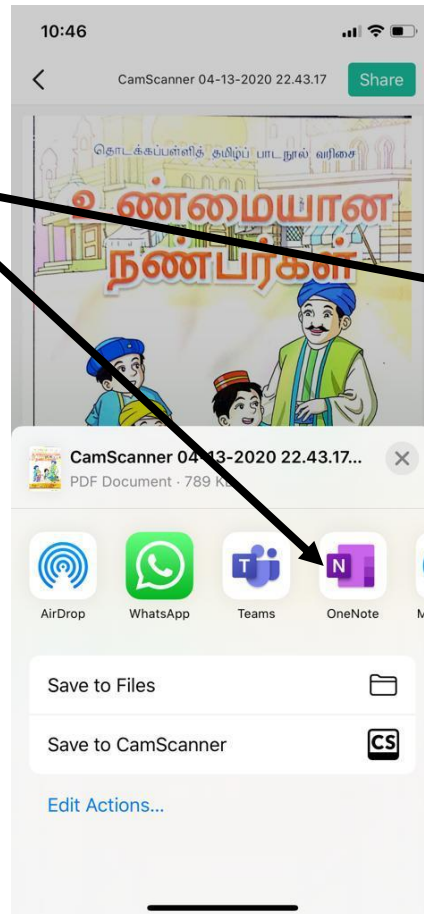 10:46
CamScanner 04-13-2020 22.43.17
Share
தொடக்கப்பள்ளித் தமிழ்ப் பாட நூல் வரிசை
உண்மையான
நண்பர்கள்
CamScanner 04-13-2020 22.43.17...
PDF Document · 789
AirDrop
WhatsApp
T
Teams
N
OneNote
M
Save to Files
Save to CamScanner
CS
Edit Actions...